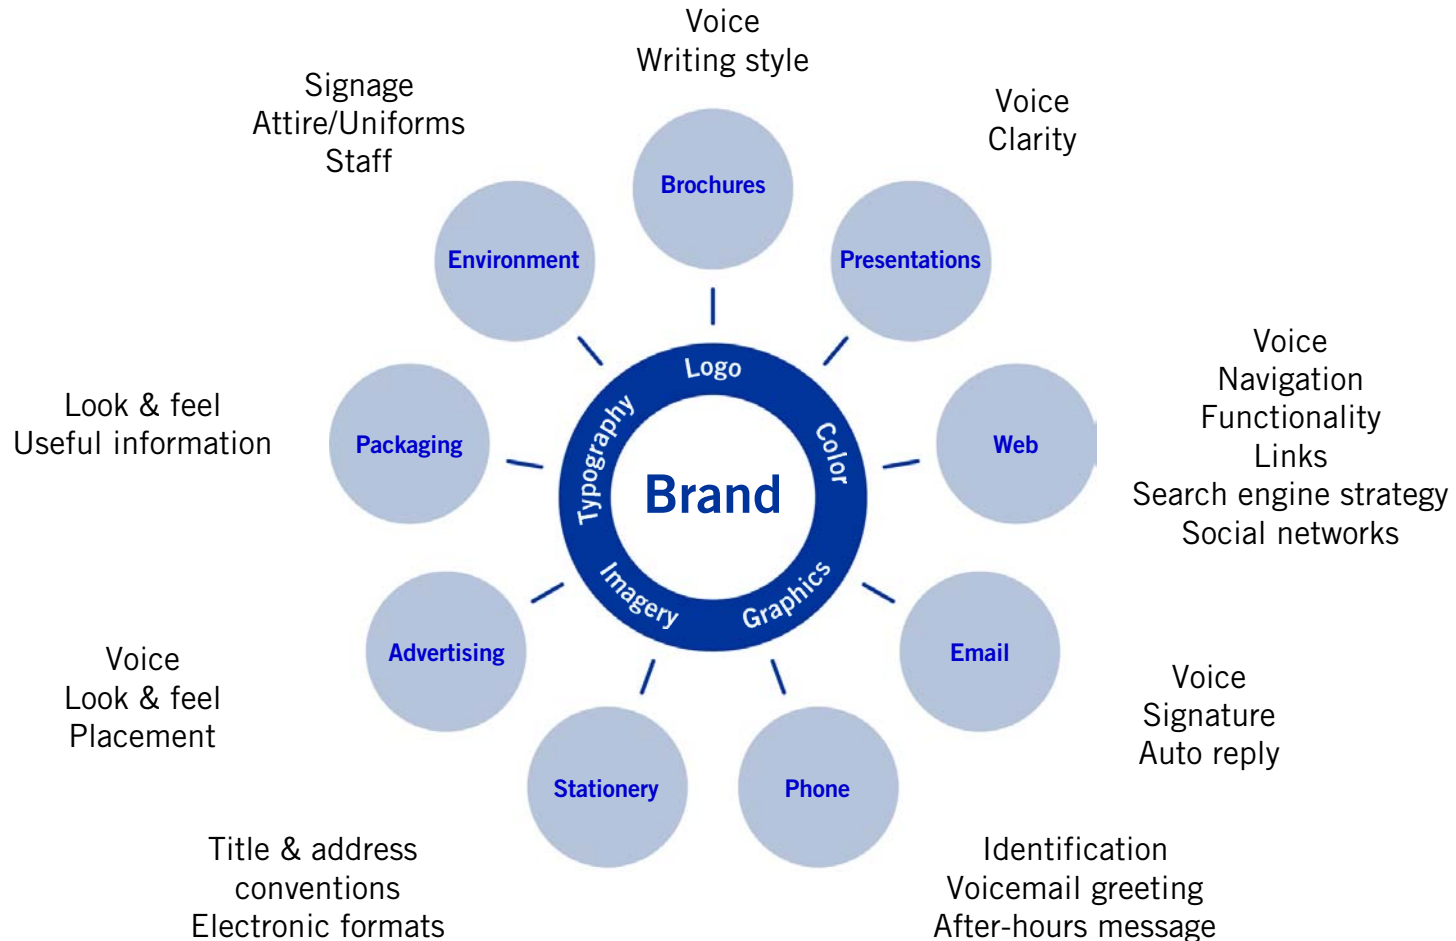 Voice
Writing style
Signage
Attire/Uniforms
Staff
Voice
Clarity
Brochures
Environment
Presentations
Logo
Color
Graphics
Imagery
Typography
Brand
Look & feel
Useful information
Packaging
Web
Voice
Navigation
Functionality
Links
Search engine strategy
Social networks
Advertising
Email
Voice
Look & feel
Placement
Voice
Signature
Auto reply
Stationery
Phone
Title & address
conventions
Electronic formats
Identification
Voicemail greeting
After-hours message